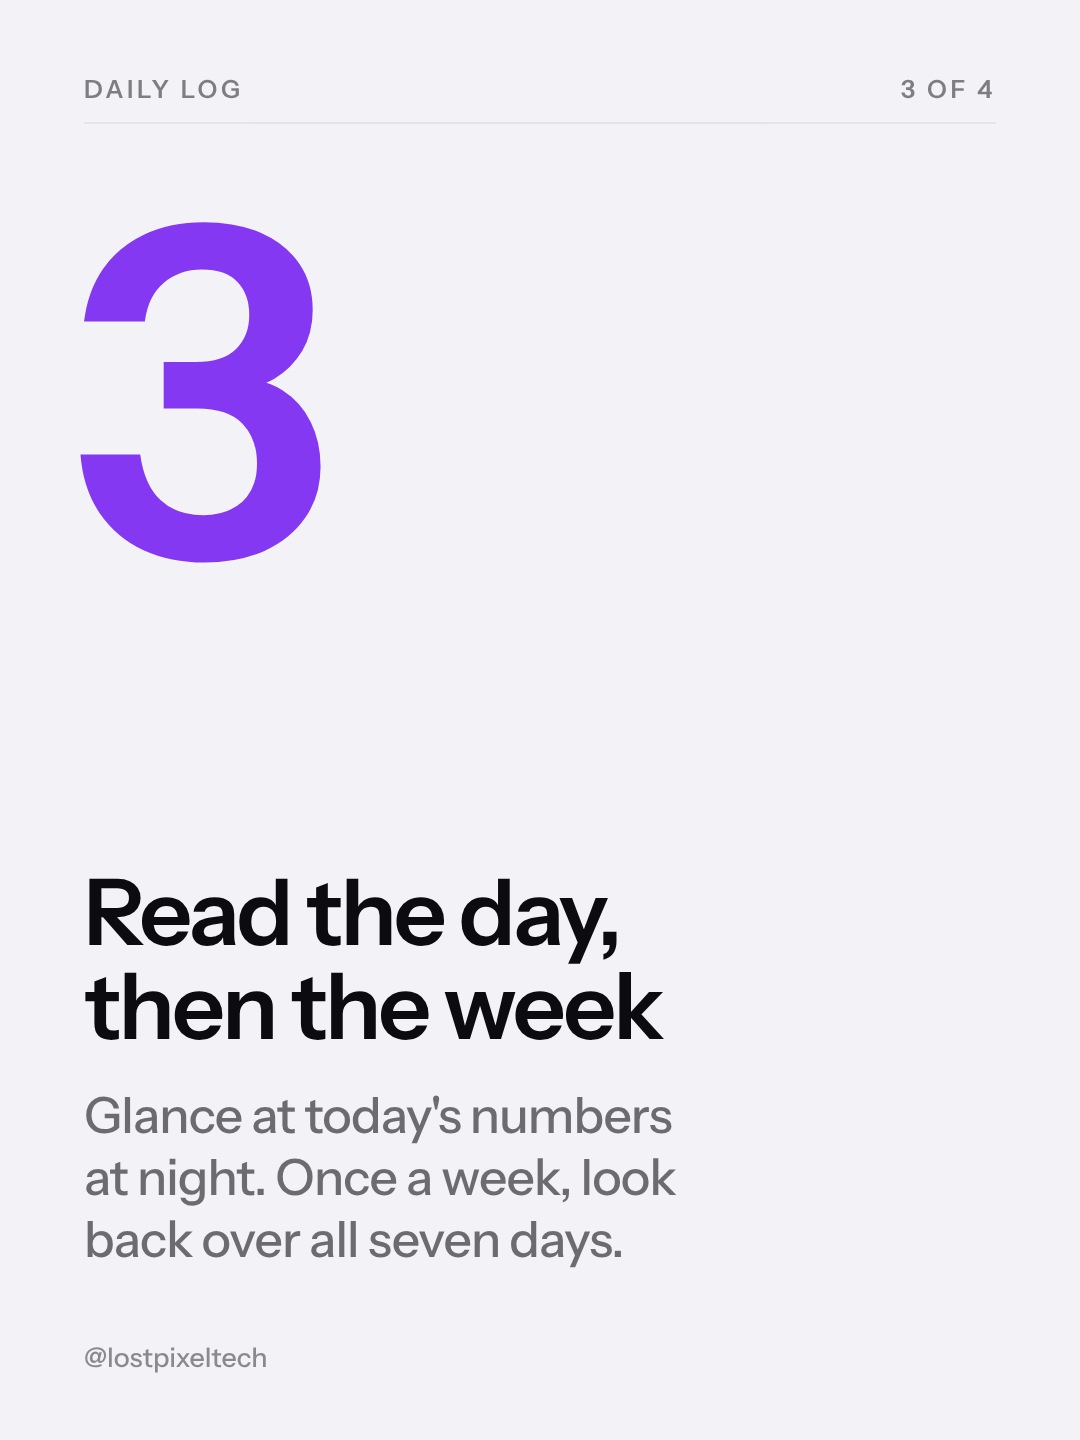 DAILY LOG
3 OF 4
3
Read the day,
then the week
Glance at today's numbers
at night. Once a week, look
back over all seven days.
@lostpixeltech